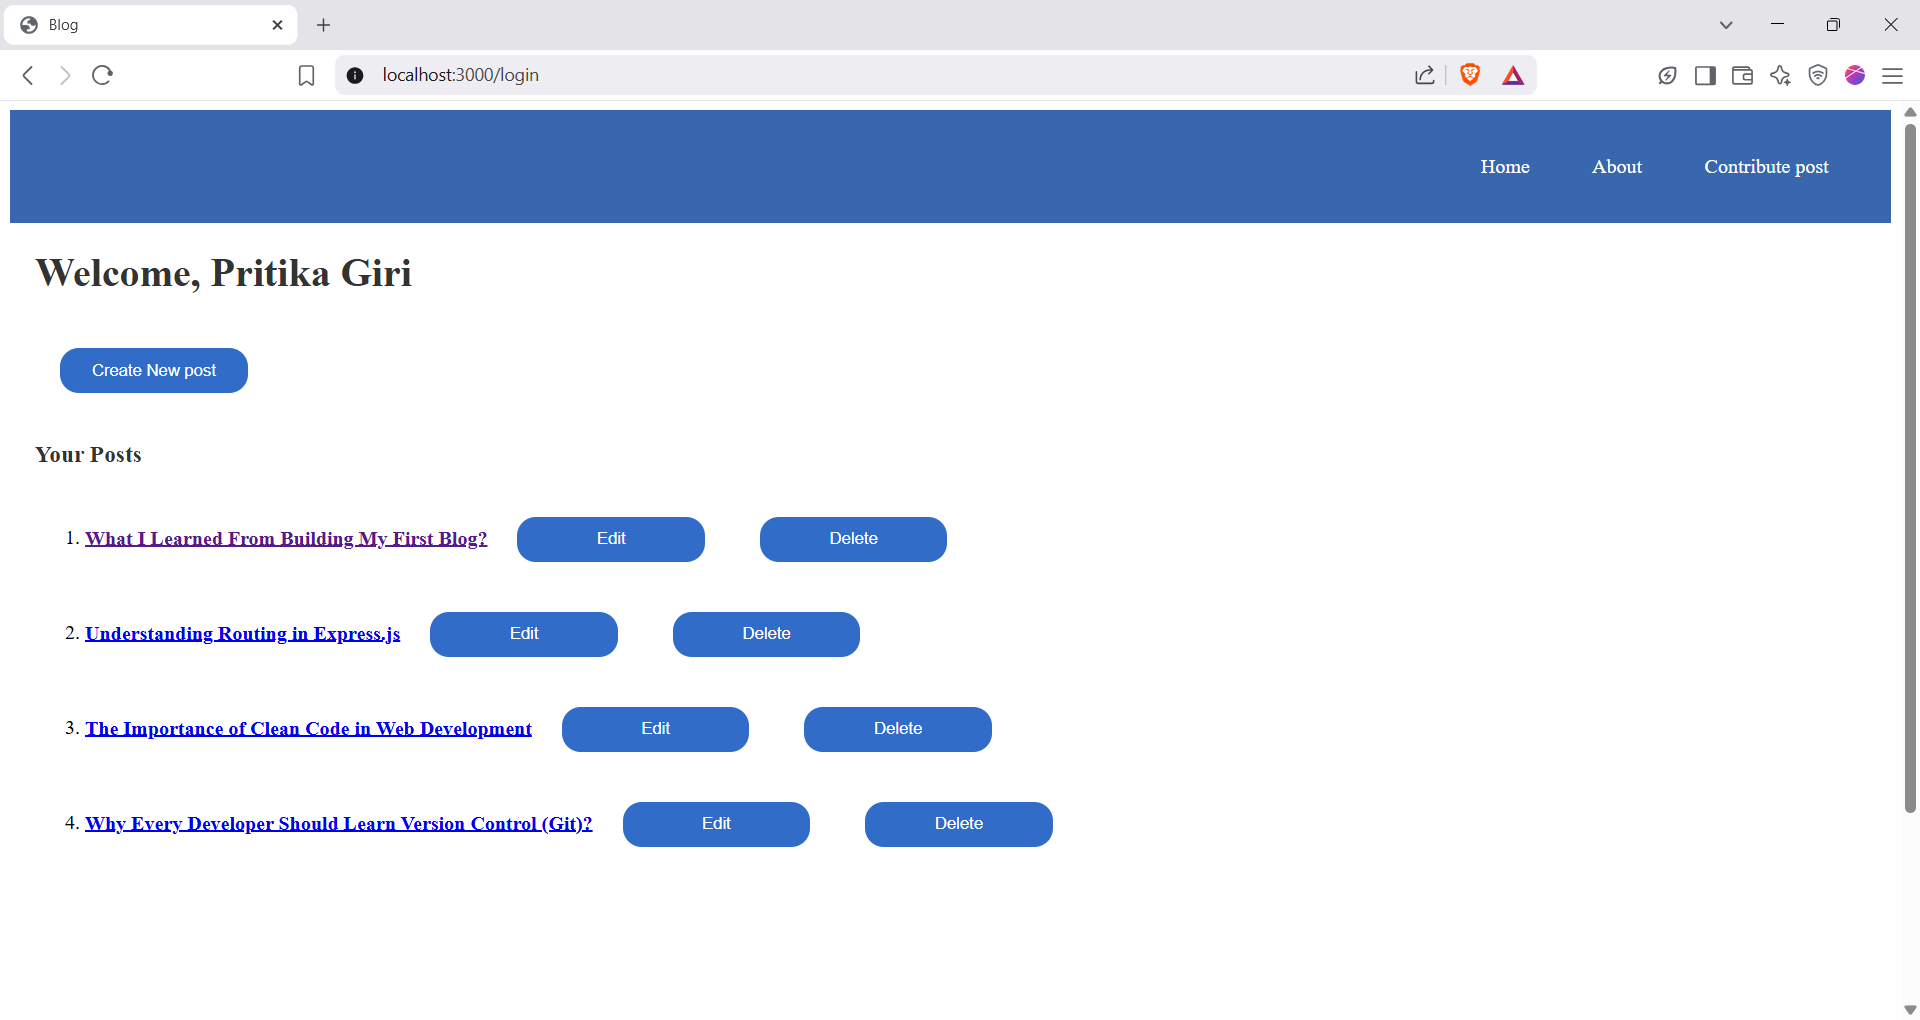 Blog
localhost:3000/login
Home About Contribute post
Welcome, Pritika Giri
Create New post
Your Posts
1. What I Learned From Building My First Blog? Edit Delete
2. Understanding Routing in Express.js Edit Delete
3. The Importance of Clean Code in Web Development Edit Delete
4. Why Every Developer Should Learn Version Control (Git)? Edit Delete